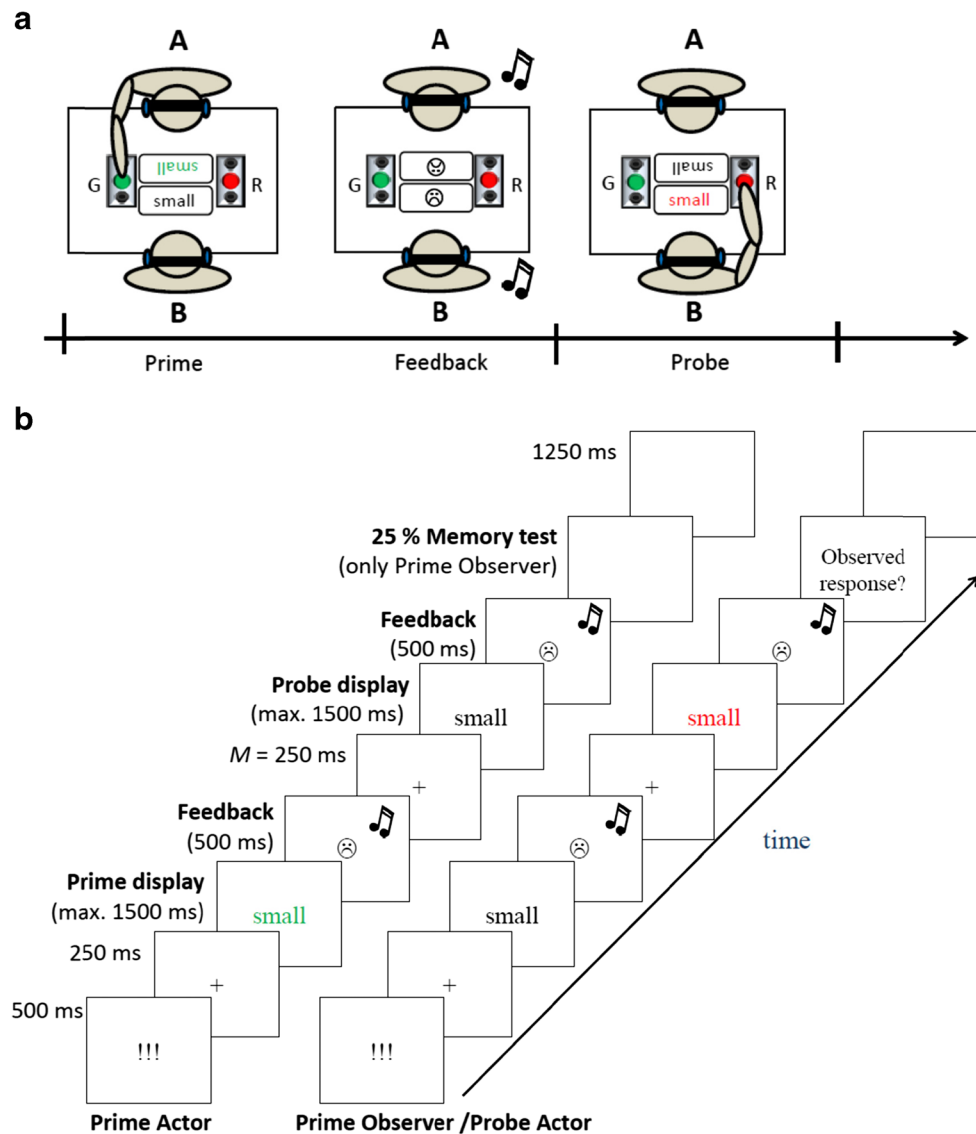 a
A
A
A
G
small
small
R
G
R
G
small
small
R
B
B
B
Prime
Feedback
Probe
b
1250 ms
25 % Memory test
(only Prime Observer)
Observed
response?
Feedback
(500 ms)
Probe display
(max. 1500 ms)
small
small
M = 250 ms
+
+
Feedback
(500 ms)
time
Prime display
(max. 1500 ms)
small
small
250 ms
+
+
500 ms
!!!
!!!
Prime Actor
Prime Observer /Probe Actor